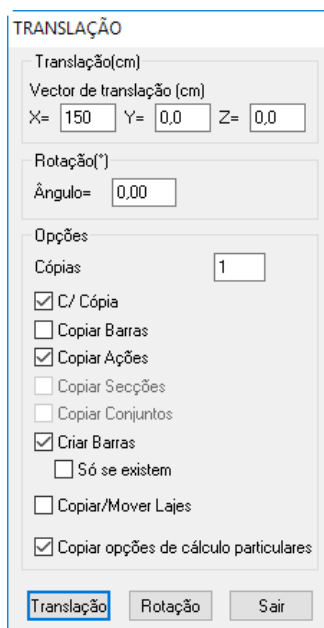 TRANSLAÇÃO
Translação(cm)
Vector de translação (cm)
X= 150 Y= 0,0 Z= 0,0
Rotação(°)
Ângulo= 0,00
Opções
Cópias 1
C/ Cópia
Copiar Barras
Copiar Ações
Copiar Secções
Copiar Conjuntos
Criar Barras
Só se existem
Copiar/Mover Lajes
Copiar opções de cálculo particulares
Translação Rotação Sair